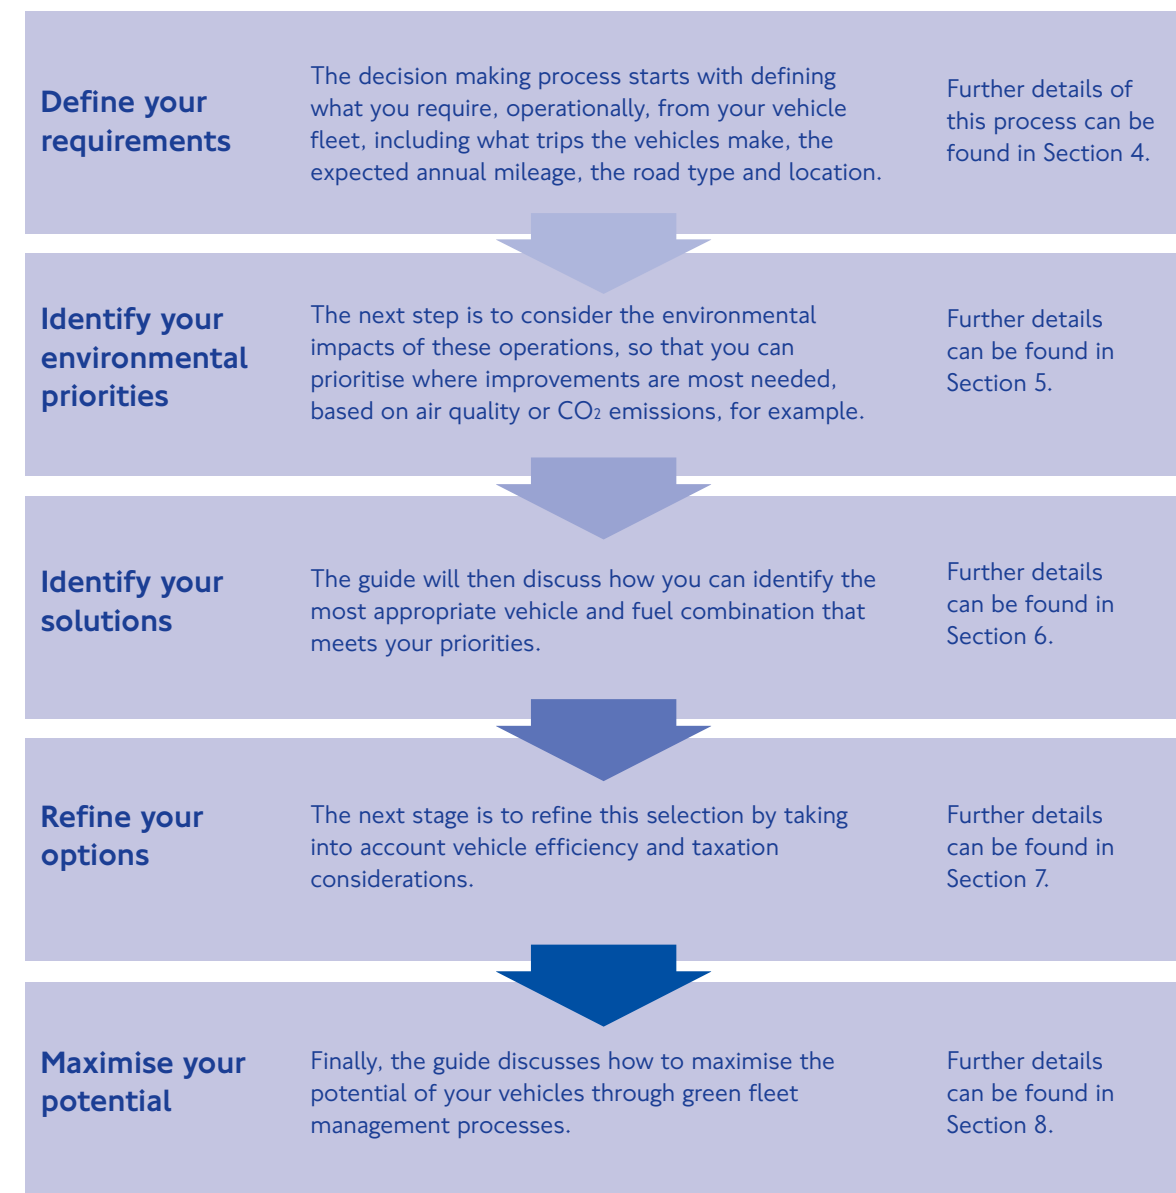 Define your
requirements
The decision making process starts with defining
what you require, operationally, from your vehicle
fleet, including what trips the vehicles make, the
expected annual mileage, the road type and location.
Further details of
this process can be
found in Section 4.
Identify your
environmental
priorities
The next step is to consider the environmental
impacts of these operations, so that you can
prioritise where improvements are most needed,
based on air quality or CO₂ emissions, for example.
Further details
can be found in
Section 5.
Identify your
solutions
The guide will then discuss how you can identify the
most appropriate vehicle and fuel combination that
meets your priorities.
Further details
can be found in
Section 6.
Refine your
options
The next stage is to refine this selection by taking
into account vehicle efficiency and taxation
considerations.
Further details
can be found in
Section 7.
Maximise your
potential
Finally, the guide discusses how to maximise the
potential of your vehicles through green fleet
management processes.
Further details
can be found in
Section 8.